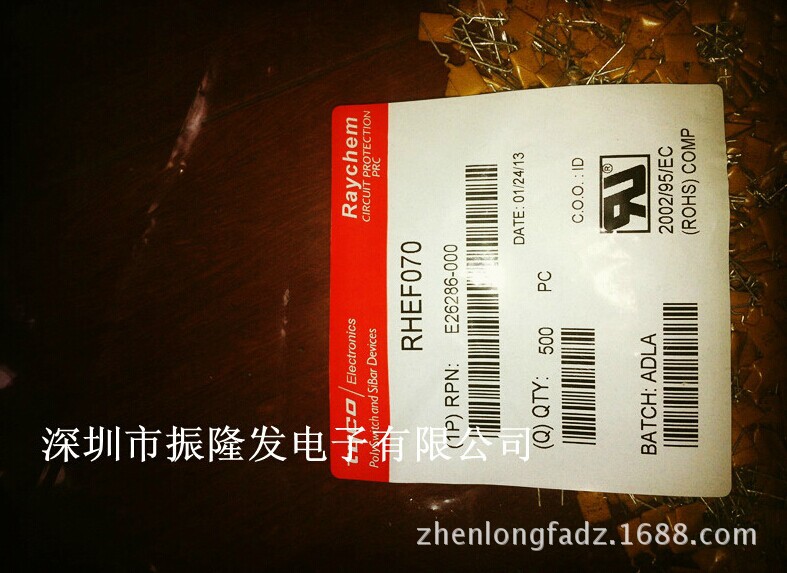 tyco / Electronics
PolySwitch and SiBar Devices
Raychem
CIRCUIT PROTECTION
PRC
RHEF070
(1P) RPN: E26286-000
DATE: 01/24/13
(Q) QTY: 500 PC
C.O.O. : ID
BATCH: ADLA
2002/95/EC
(ROHS) COMP
深圳市振隆发电子有限公司
zhenlongfadz.1688.com